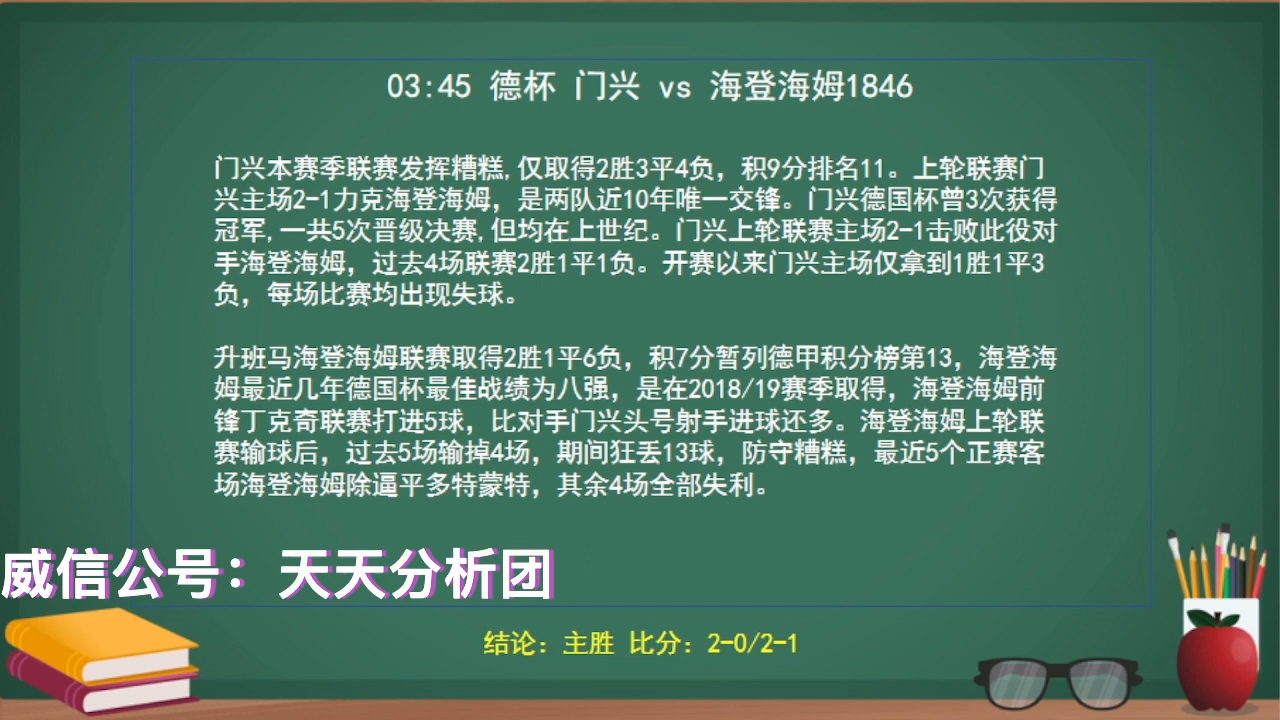 03:45 德杯 门兴 vs 海登海姆1846
门兴本赛季联赛发挥糟糕,仅取得2胜3平4负，积9分排名11。上轮联赛门
兴主场2-1力克海登海姆，是两队近10年唯一交锋。门兴德国杯曾3次获得
冠军,一共5次晋级决赛,但均在上世纪。门兴上轮联赛主场2-1击败此役对
手海登海姆，过去4场联赛2胜1平1负。开赛以来门兴主场仅拿到1胜1平3
负，每场比赛均出现失球。
升班马海登海姆联赛取得2胜1平6负，积7分暂列德甲积分榜第13，海登海
姆最近几年德国杯最佳战绩为八强，是在2018/19赛季取得，海登海姆前
锋丁克奇联赛打进5球，比对手门兴头号射手进球还多。海登海姆上轮联
赛输球后，过去5场输掉4场，期间狂丢13球，防守糟糕，最近5个正赛客
场海登海姆除逼平多特蒙特，其余4场全部失利。
威信公号：天天分析团
结论：主胜 比分：2-0/2-1